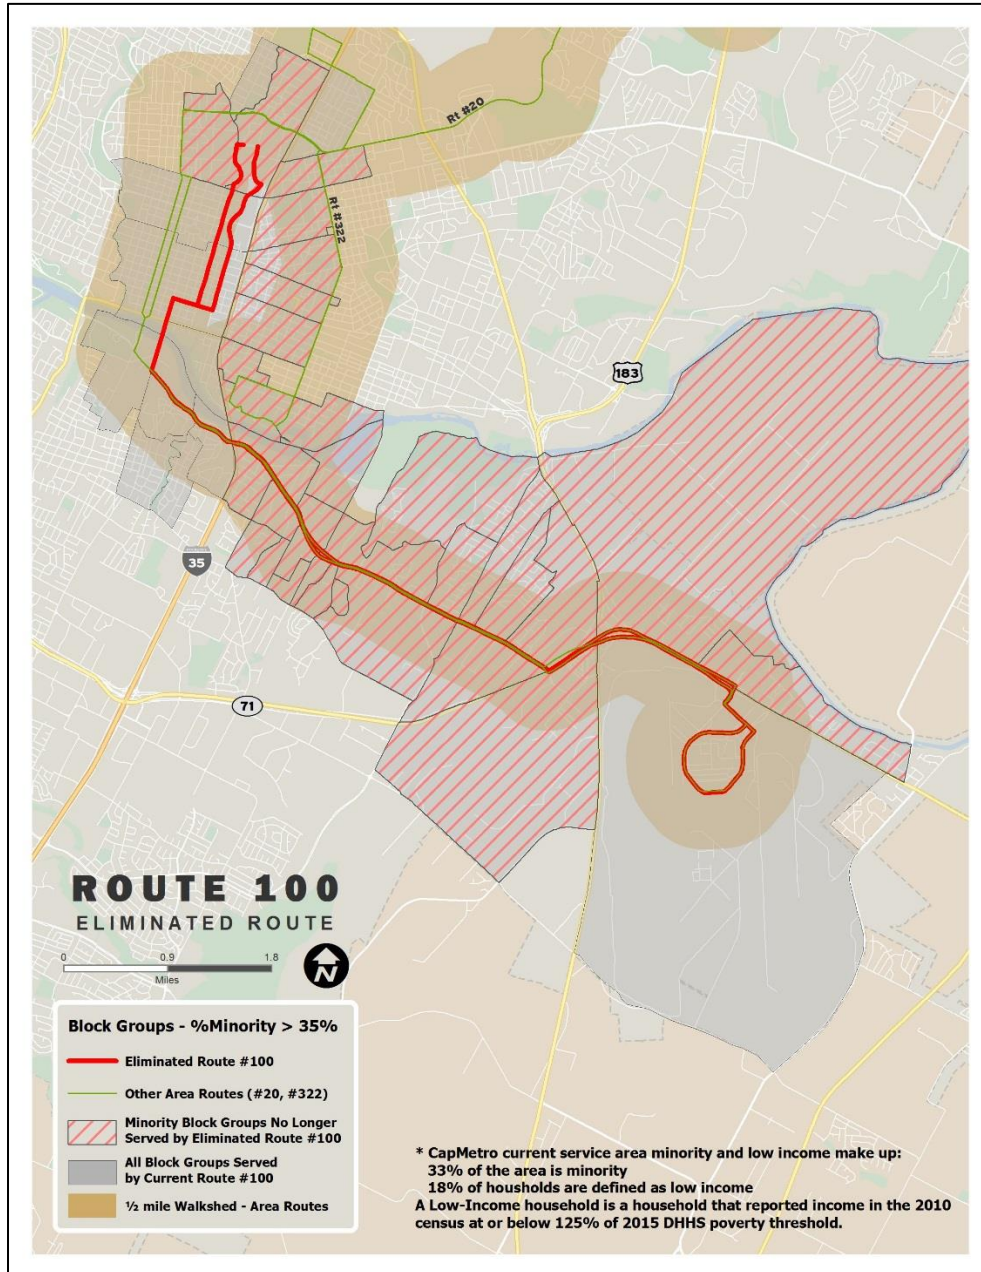 Rt #20
Rt #322
183
35
71
ROUTE 100
ELIMINATED ROUTE
0 0.9 1.8
Miles
N
Block Groups - %Minority > 35%
Eliminated Route #100
Other Area Routes (#20, #322)
Minority Block Groups No Longer
Served by Eliminated Route #100
All Block Groups Served
by Current Route #100
½ mile Walkshed - Area Routes
* CapMetro current service area minority and low income make up:
33% of the area is minority
18% of housholds are defined as low income
A Low-Income household is a household that reported income in the 2010
census at or below 125% of 2015 DHHS poverty threshold.